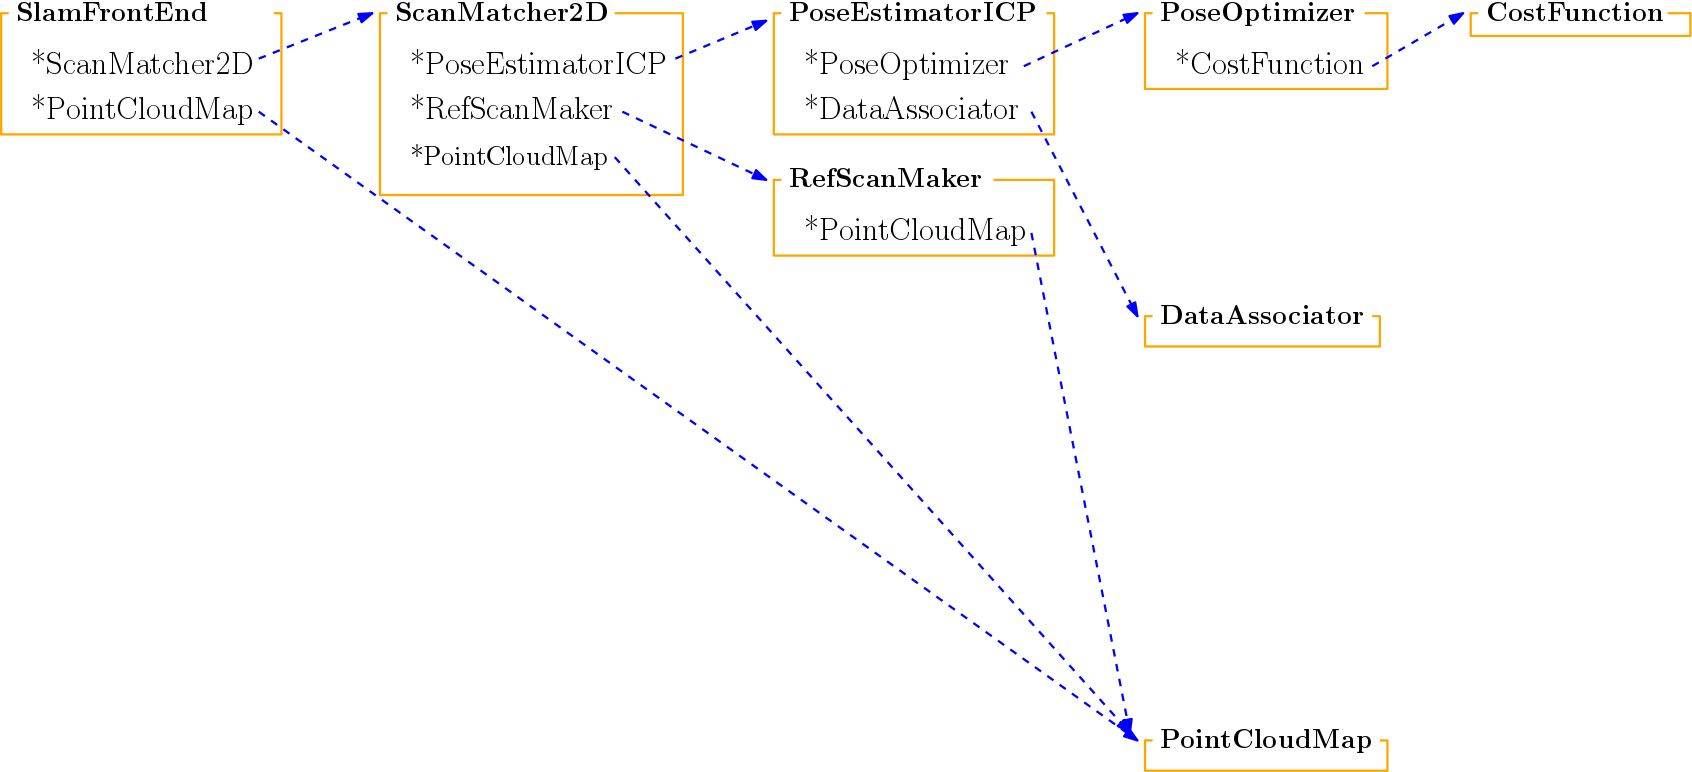 SlamFrontEnd
*ScanMatcher2D
*PointCloudMap
ScanMatcher2D
*PoseEstimatorICP
*RefScanMaker
*PointCloudMap
PoseEstimatorICP
*PoseOptimizer
*DataAssociator
RefScanMaker
*PointCloudMap
PoseOptimizer
*CostFunction
CostFunction
DataAssociator
PointCloudMap